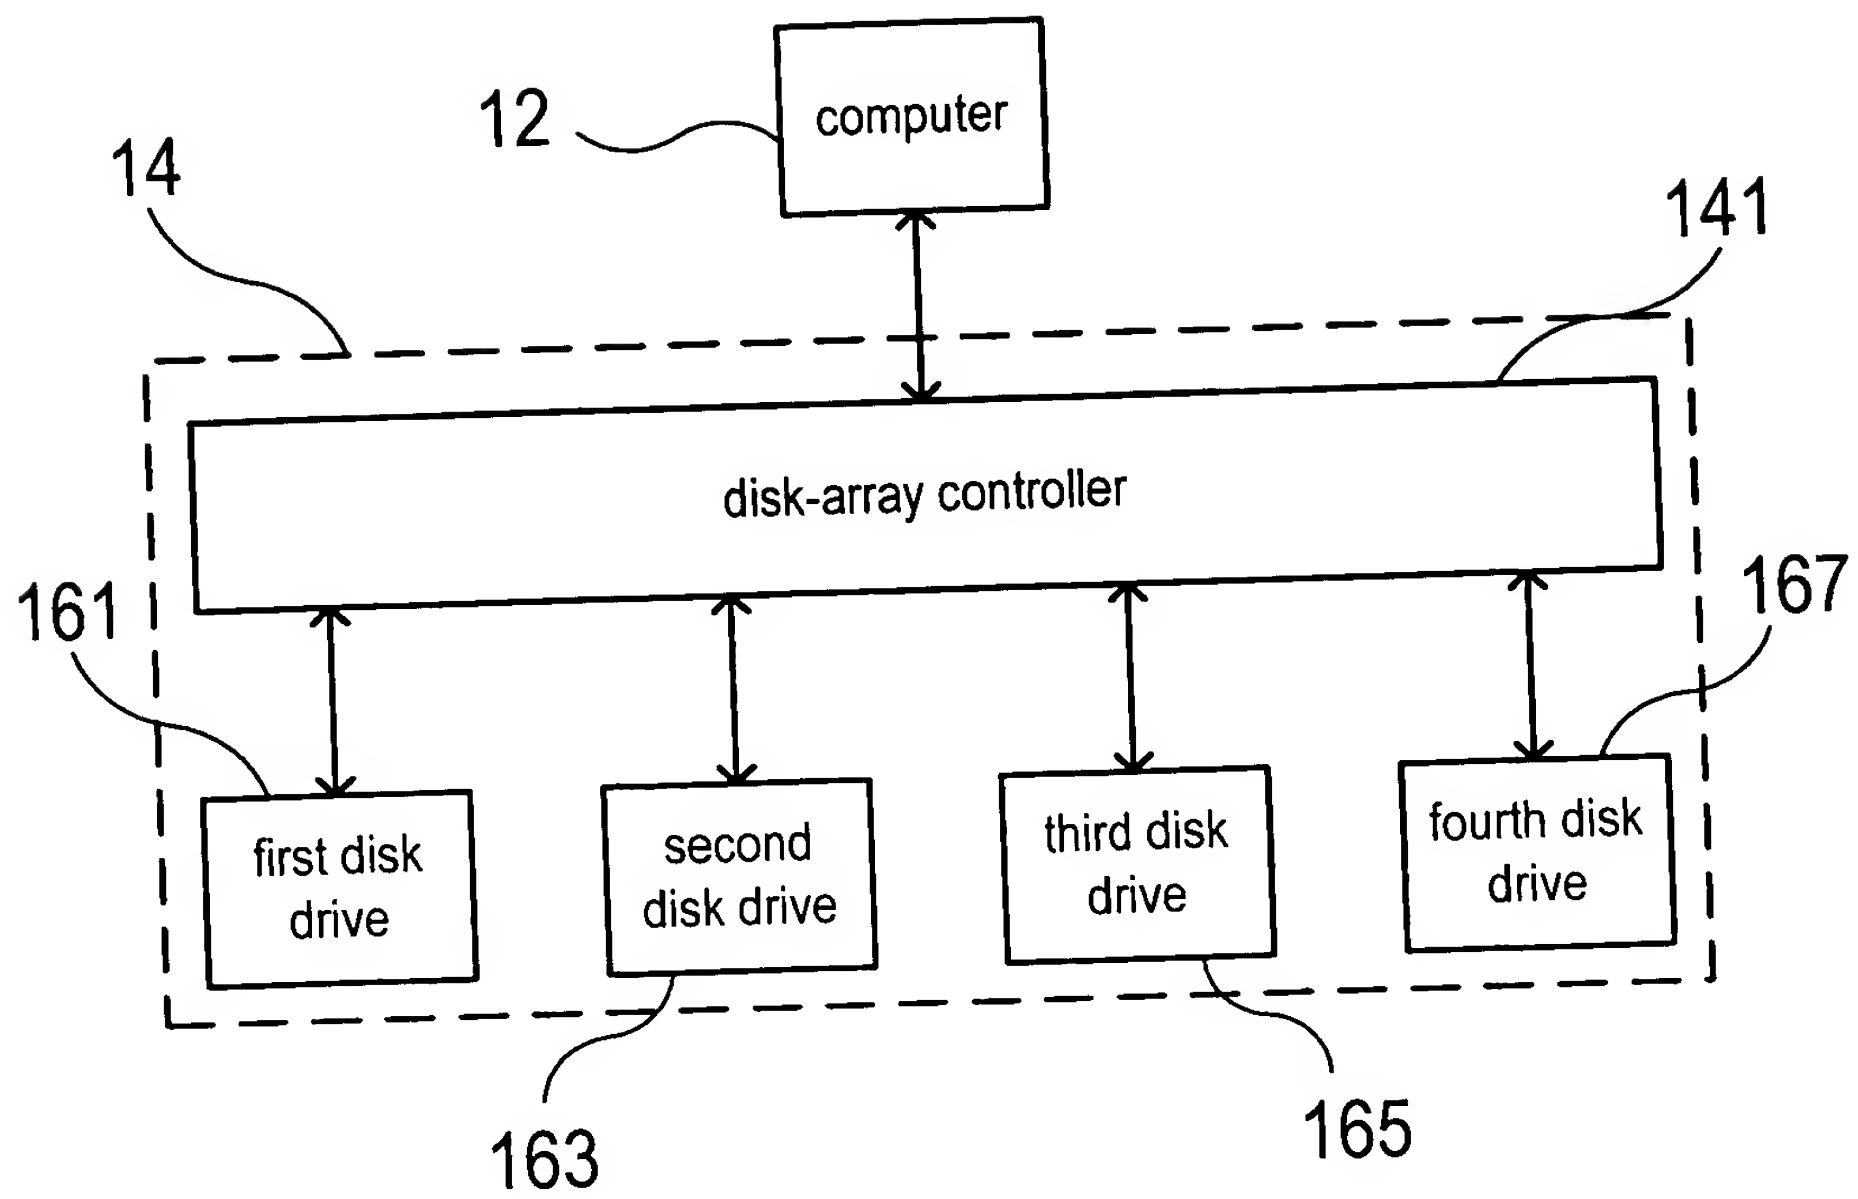 12
computer
14
141
disk-array controller
161
167
first disk
drive
second
disk drive
third disk
drive
fourth disk
drive
163
165